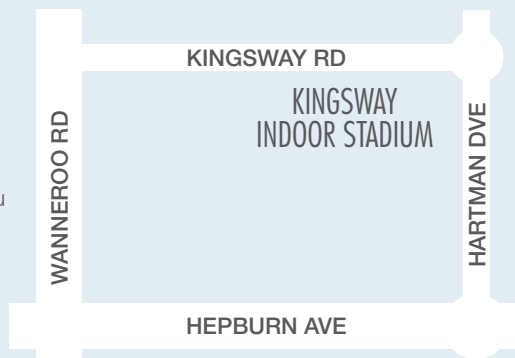 KINGSWAY RD
KINGSWAY
INDOOR STADIUM
WANNEROO RD
HARTMAN DVE
u
HEPBURN AVE